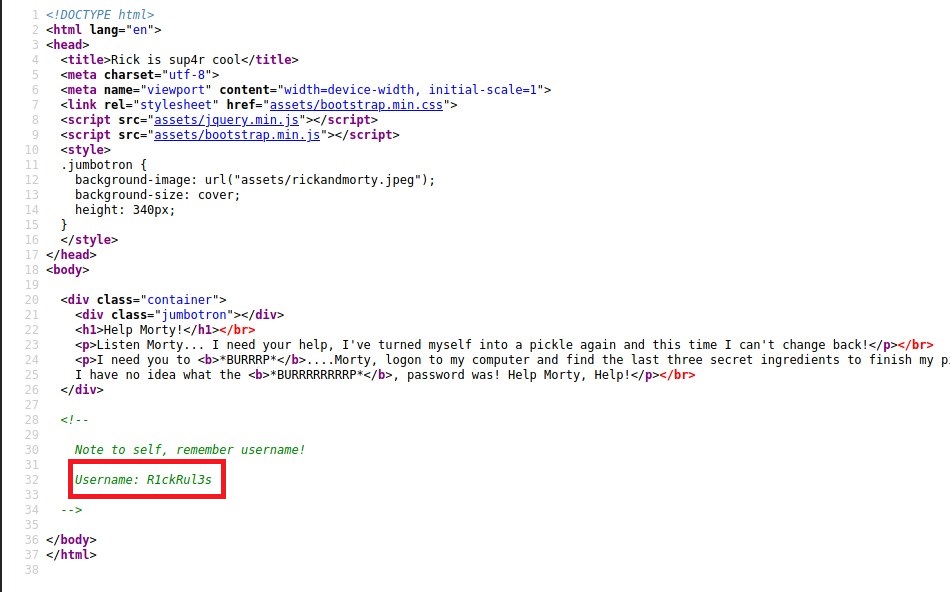 1 <!DOCTYPE html>
2 <html lang="en">
3 <head>
4 <title>Rick is sup4r cool</title>
5 <meta charset="utf-8">
6 <meta name="viewport" content="width=device-width, initial-scale=1">
7 <link rel="stylesheet" href="assets/bootstrap.min.css">
8 <script src="assets/jquery.min.js"></script>
9 <script src="assets/bootstrap.min.js"></script>
10 <style>
11 .jumbotron {
12 background-image: url("assets/rickandmorty.jpeg");
13 background-size: cover;
14 height: 340px;
15 }
16 </style>
17 </head>
18 <body>
19
20 <div class="container">
21 <div class="jumbotron"></div>
22 <h1>Help Morty!</h1></br>
23 <p>Listen Morty... I need your help, I've turned myself into a pickle again and this time I can't change back!</p></br>
24 <p>I need you to <b>*BURRRP*</b>....Morty, logon to my computer and find the last three secret ingredients to finish my p
25 I have no idea what the <b>*BURRRRRRRRP*</b>, password was! Help Morty, Help!</p></br>
26 </div>
27
28 <!--
29
30 Note to self, remember username!
31
32 Username: R1ckRul3s
33
34 -->
35
36 </body>
37 </html>
38